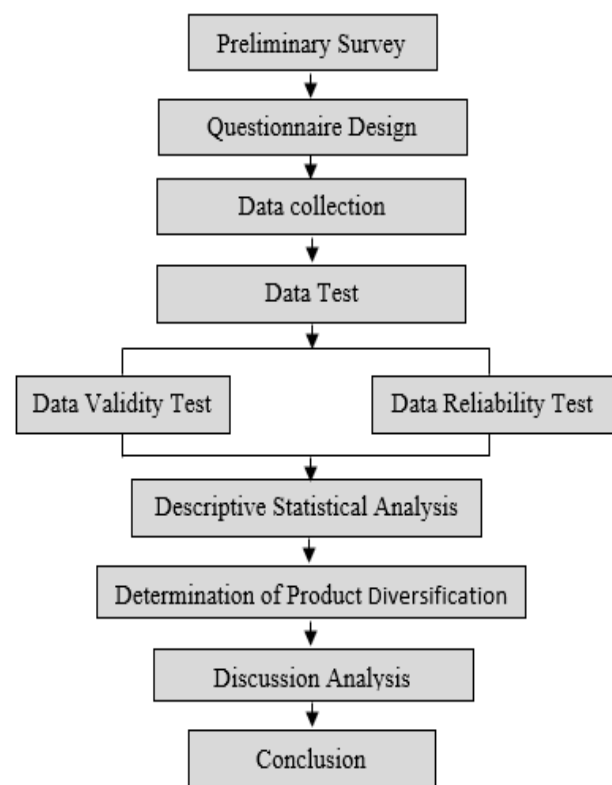 Preliminary Survey
Questionnaire Design
Data collection
Data Test
Data Validity Test
Data Reliability Test
Descriptive Statistical Analysis
Determination of Product Diversification
Discussion Analysis
Conclusion